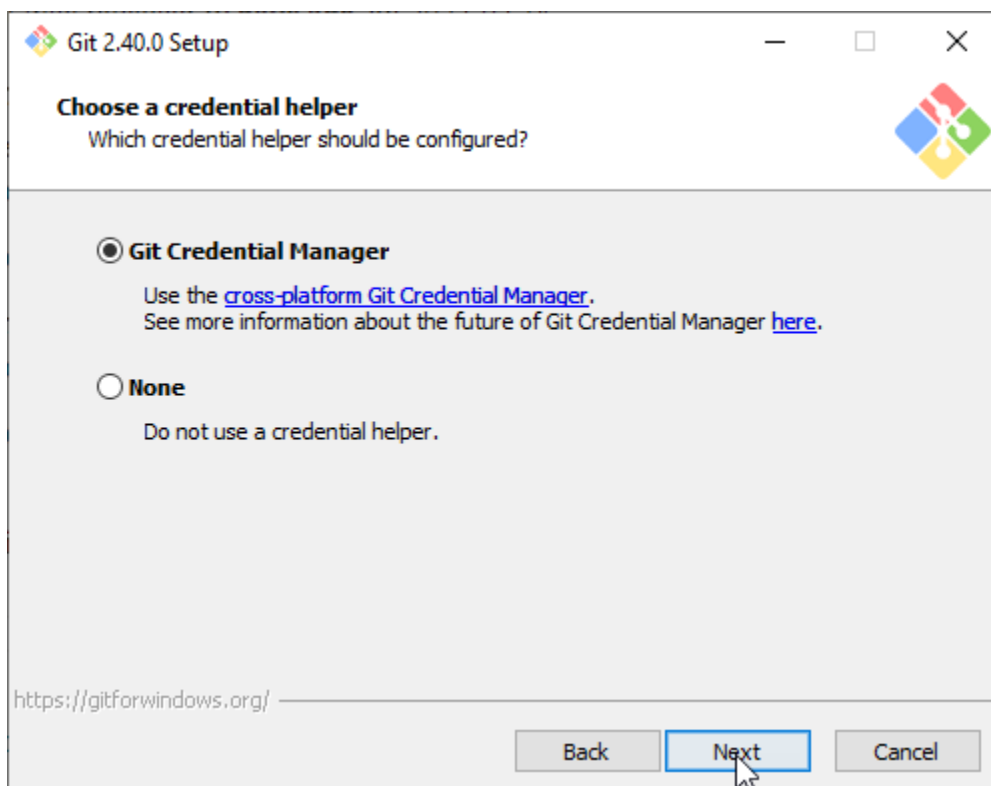 Git 2.40.0 Setup
Choose a credential helper
Which credential helper should be configured?
Git Credential Manager
Use the cross-platform Git Credential Manager.
See more information about the future of Git Credential Manager here.
None
Do not use a credential helper.
https://gitforwindows.org/
Back Next Cancel